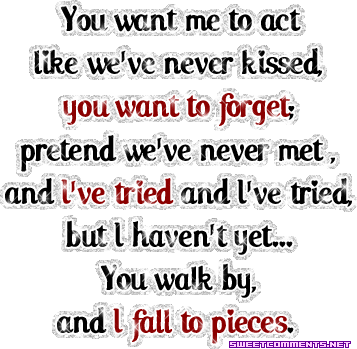 You want me to act
like we've never kissed,
you want to forget;
pretend we've never met ,
and I've tried and I've tried,
but I haven't yet...
You walk by,
and I fall to pieces.
SWEETCOMMENTS.NET